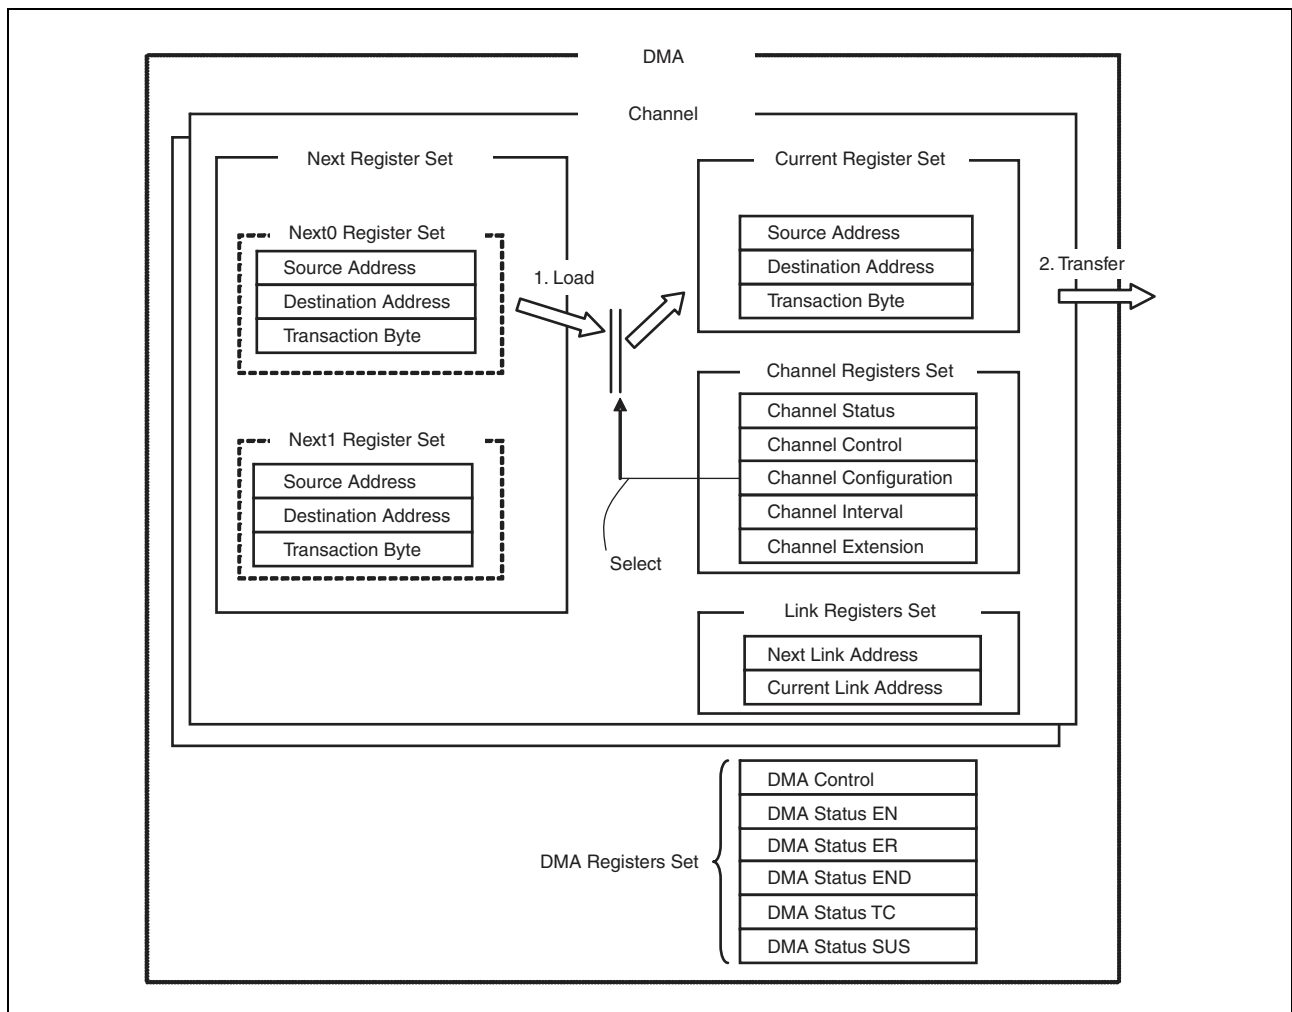 DMA
Channel
Next Register Set
Next0 Register Set
Source Address
Destination Address
Transaction Byte
Next1 Register Set
Source Address
Destination Address
Transaction Byte
1. Load
Select
Current Register Set
Source Address
Destination Address
Transaction Byte
2. Transfer
Channel Registers Set
Channel Status
Channel Control
Channel Configuration
Channel Interval
Channel Extension
Link Registers Set
Next Link Address
Current Link Address
DMA Registers Set
DMA Control
DMA Status EN
DMA Status ER
DMA Status END
DMA Status TC
DMA Status SUS